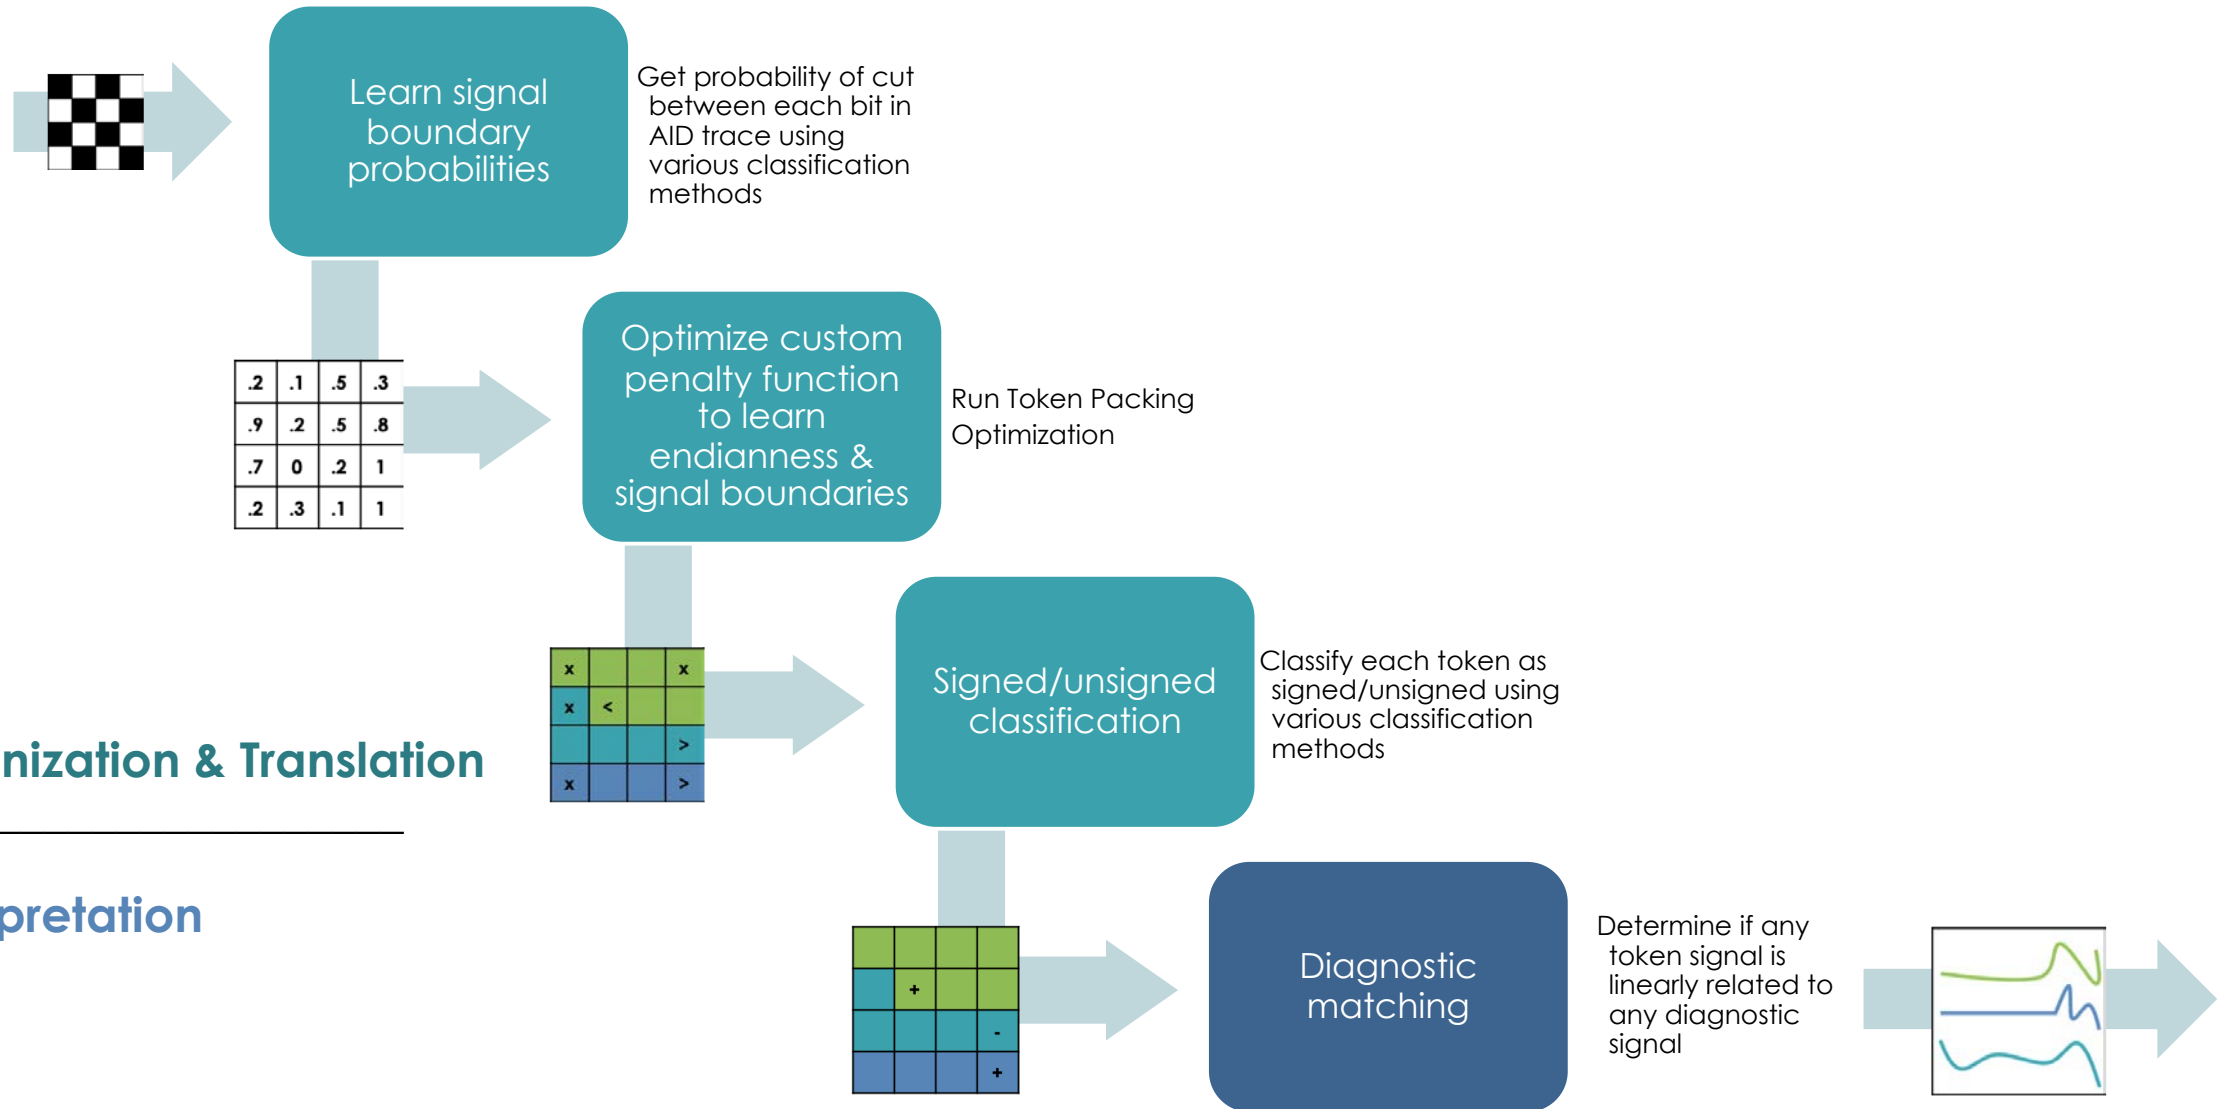 Learn signal
boundary
probabilities
Get probability of cut
between each bit in
AID trace using
various classification
methods
.2 .1 .5 .3
.9 .2 .5 .8
.7 0 .2 1
.2 .3 .1 1
Optimize custom
penalty function
to learn
endianness &
signal boundaries
Run Token Packing
Optimization
x x
x <
>
x >
Signed/unsigned
classification
Classify each token as
signed/unsigned using
various classification
methods
nization & Translation
pretation
+
-
+
Diagnostic
matching
Determine if any
token signal is
linearly related to
any diagnostic
signal